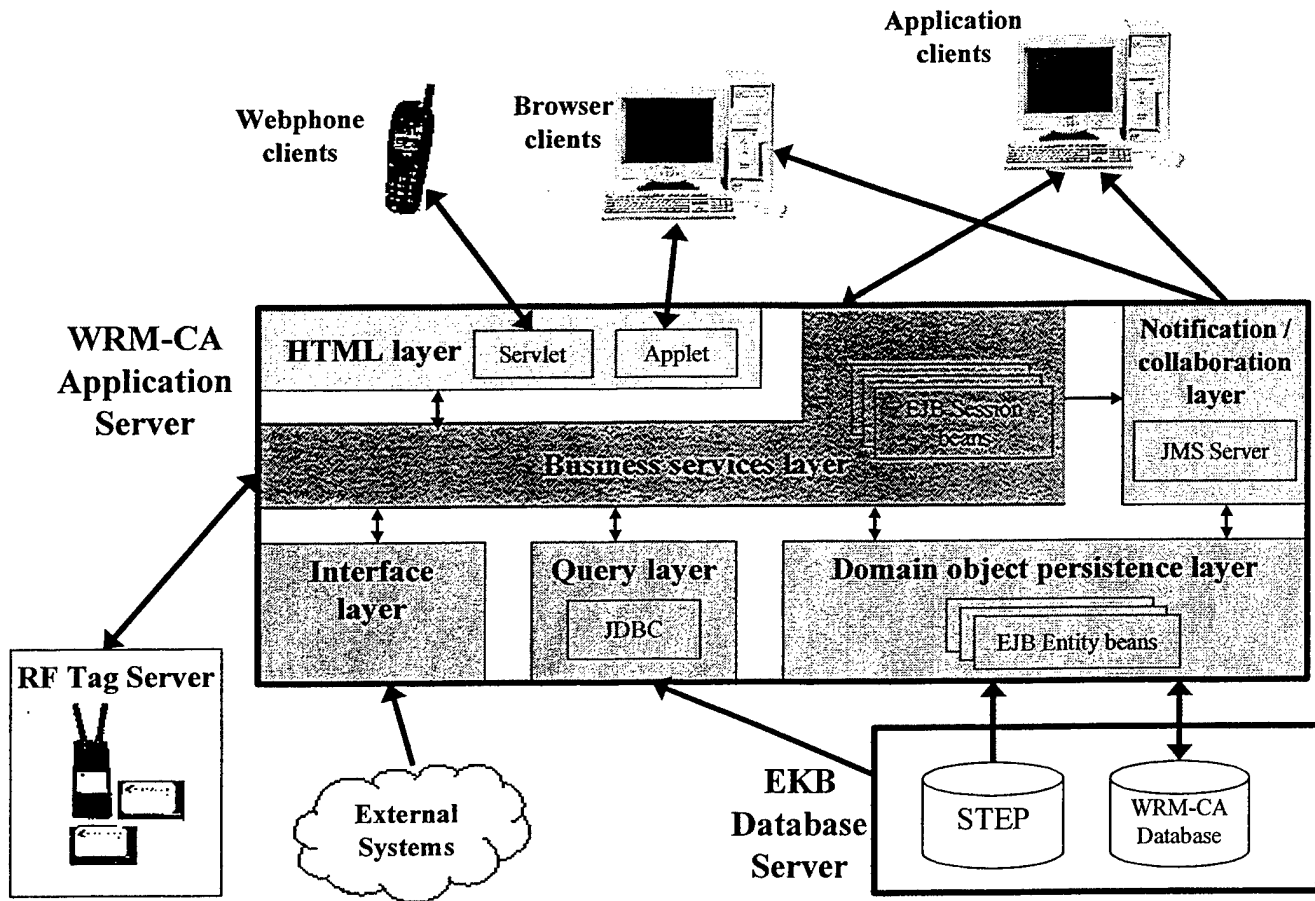 Application
clients
Webphone
clients
Browser
clients
WRM-CA
Application
Server
HTML layer
Servlet
Applet
Notification /
collaboration
layer
EJB Session
beans
JMS Server
Business services layer
Interface
layer
Query layer
JDBC
Domain object persistence layer
EJB Entity beans
RF Tag Server
External
Systems
EKB
Database
Server
STEP
WRM-CA
Database